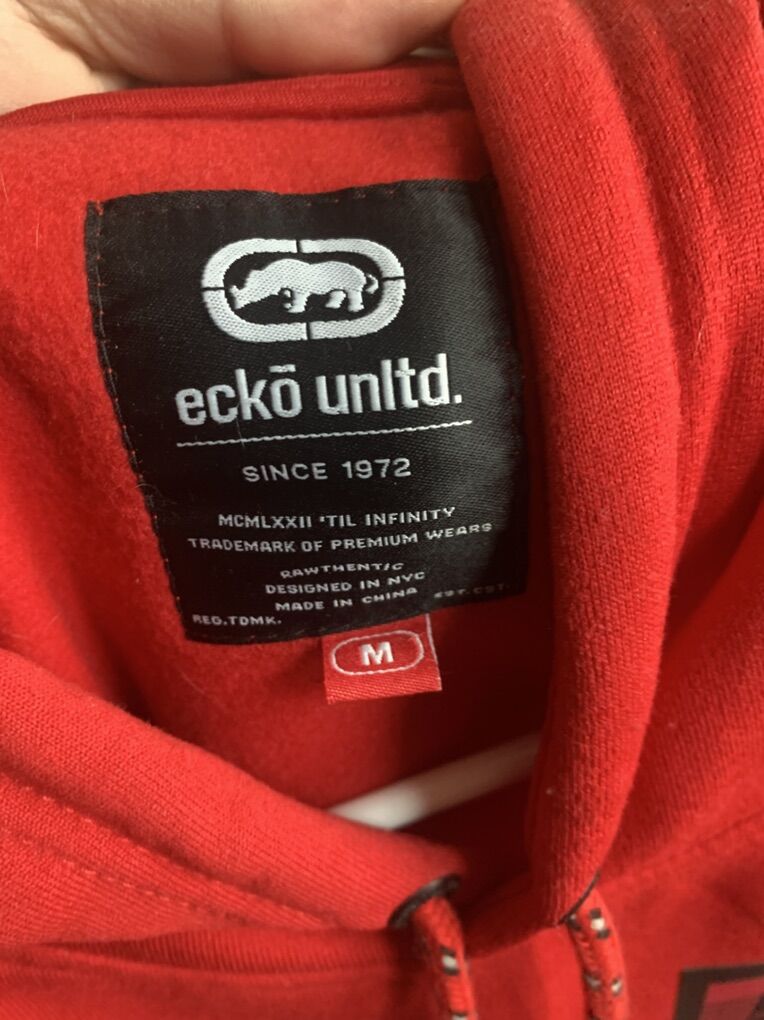 eckō unltd.
SINCE 1972
MCMLXXII 'TIL INFINITY
TRADEMARK OF PREMIUM WEARS
RAWTHENTIC
DESIGNED IN NYC
MADE IN CHINA
REG.TDMK.
M